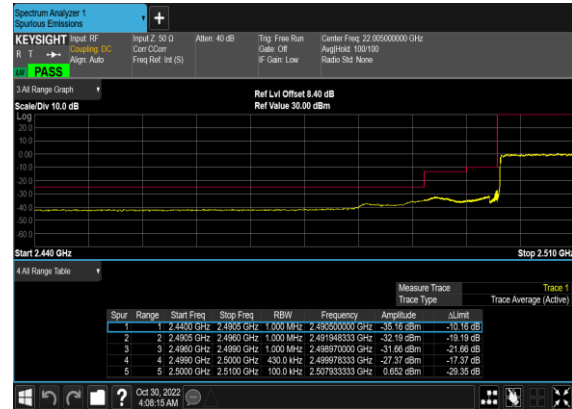 Spectrum Analyzer 1
Spurious Emissions
KEYSIGHT
R T
LXI PASS
Input: RF
Coupling: DC
Align: Auto
Input Z: 50 Ω
Corr CCorr
Freq Ref: Int (S)
Atten: 40 dB
Trig: Free Run
Gate: Off
IF Gain: Low
Center Freq: 22.005000000 GHz
Avg|Hold: 100/100
Radio Std: None
3 All Range Graph
Ref Lvl Offset 8.40 dB
Scale/Div 10.0 dB
Ref Value 30.00 dBm
Log
20.0
10.0
0.00
-10.0
-20.0
-30.0
-40.0
-50.0
-60.0
Start 2.440 GHz
Stop 2.510 GHz
4 All Range Table
Measure Trace Trace 1
Trace Type Trace Average (Active)
Spur Range Start Freq Stop Freq RBW Frequency Amplitude ΔLimit
1 1 2.4400 GHz 2.4905 GHz 1.000 MHz 2.490500000 GHz -35.16 dBm -10.16 dB
2 2 2.4905 GHz 2.4960 GHz 1.000 MHz 2.491948333 GHz -32.19 dBm -19.19 dB
3 3 2.4960 GHz 2.4990 GHz 1.000 MHz 2.498970000 GHz -31.66 dBm -21.66 dB
4 4 2.4990 GHz 2.5000 GHz 430.0 kHz 2.499978333 GHz -27.37 dBm -17.37 dB
5 5 2.5000 GHz 2.5100 GHz 100.0 kHz 2.507933333 GHz 0.652 dBm -29.35 dB
Oct 30, 2022
4:08:15 AM